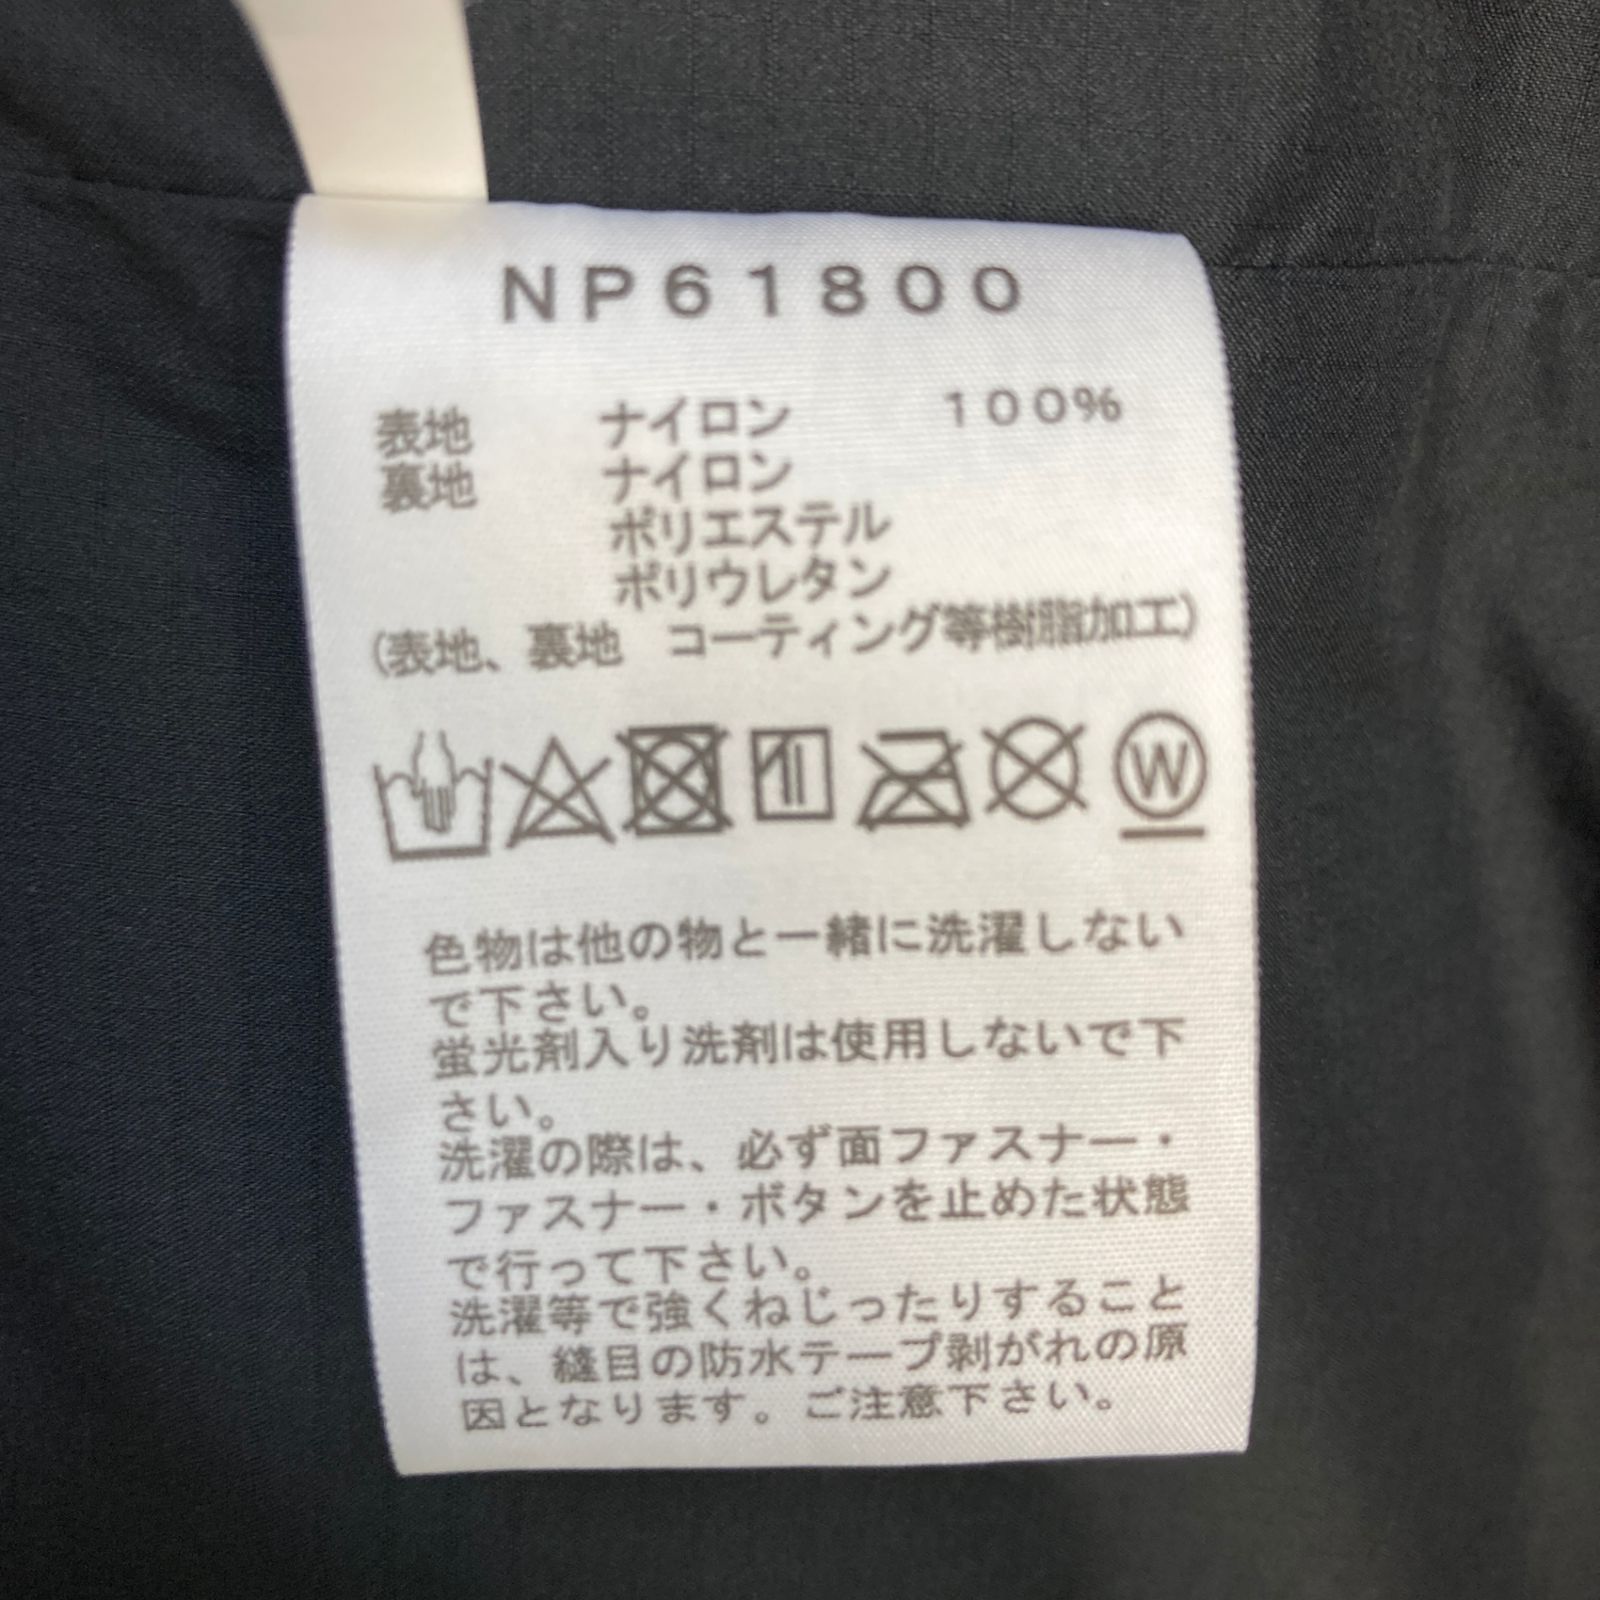 NP61800
表地 ナイロン 100%
裏地 ナイロン
ポリエステル
ポリウレタン
(表地、裏地 コーティング等樹脂加工)
W
色物は他の物と一緒に洗濯しない
で下さい。
蛍光剤入り洗剤は使用しないで下
さい。
洗濯の際は、必ず面ファスナー・
ファスナー・ボタンを止めた状態
で行って下さい。
洗濯等で強くねじったりすること
は、縫目の防水テープ剥がれの原
因となります。ご注意下さい。